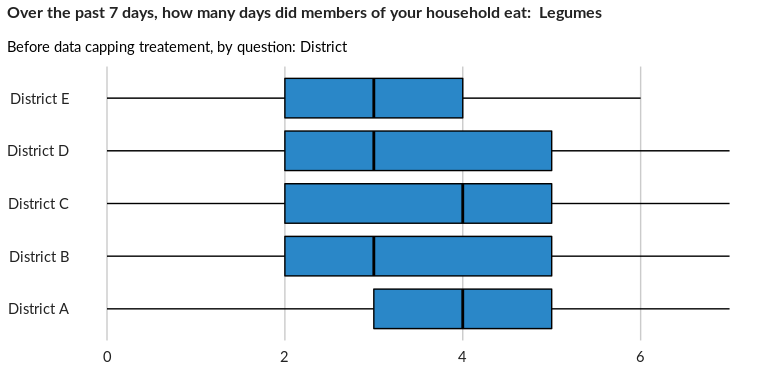 Over the past 7 days, how many days did members of your household eat:  Legumes
Before data capping treatement, by question: District
District E
District D
District C
District B
District A
0 2 4 6